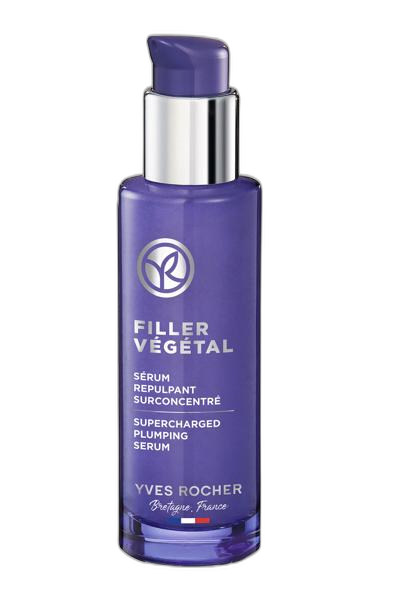 FILLER
VÉGÉTAL
SÉRUM
REPULPANT
SURCONCENTRÉ
SUPERCHARGED
PLUMPING
SERUM
YVES ROCHER
Bretagne, France